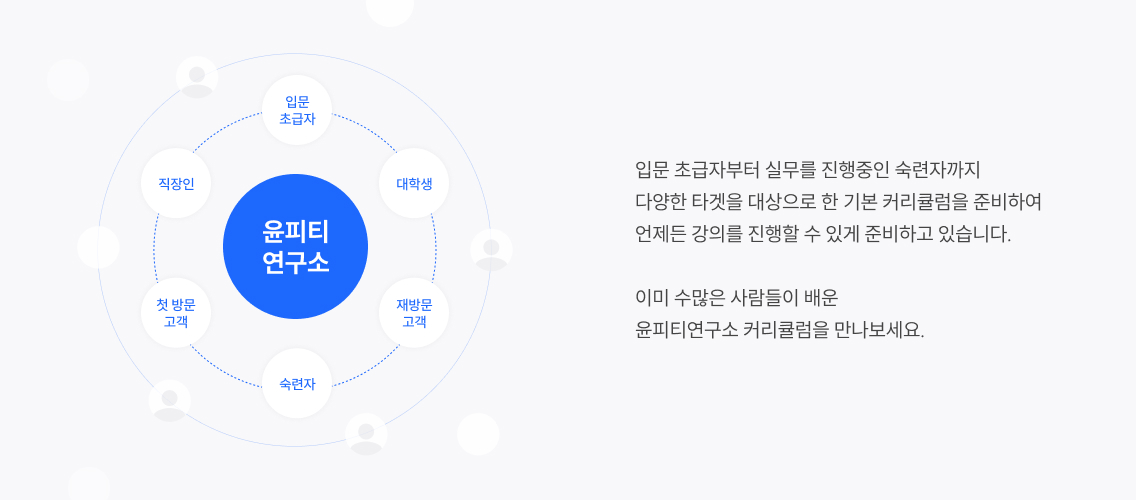 입문
초급자
직장인
대학생
윤피티
연구소
첫 방문
고객
재방문
고객
숙련자
입문 초급자부터 실무를 진행중인 숙련자까지
다양한 타겟을 대상으로 한 기본 커리큘럼을 준비하여
언제든 강의를 진행할 수 있게 준비하고 있습니다.
이미 수많은 사람들이 배운
윤피티연구소 커리큘럼을 만나보세요.